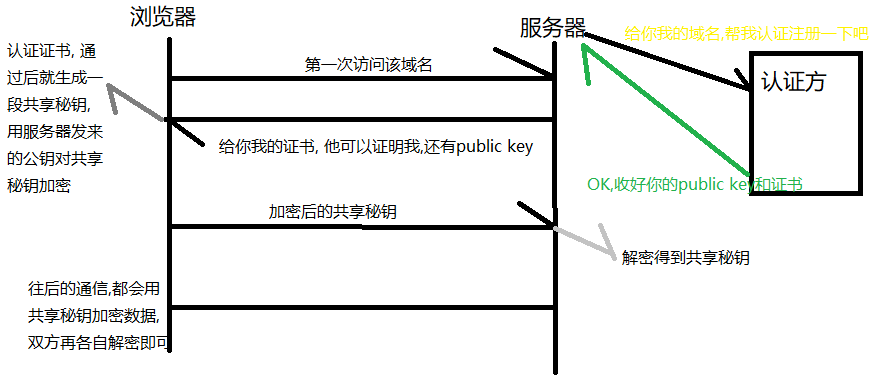 浏览器
服务器
给你我的域名,帮我认证注册一下吧
认证证书, 通
过后就生成一
段共享秘钥,
用服务器发来
的公钥对共享
秘钥加密
第一次访问该域名
认证方
给你我的证书, 他可以证明我,还有public key
OK,收好你的public key和证书
加密后的共享秘钥
解密得到共享秘钥
往后的通信,都会用
共享秘钥加密数据,
双方再各自解密即可